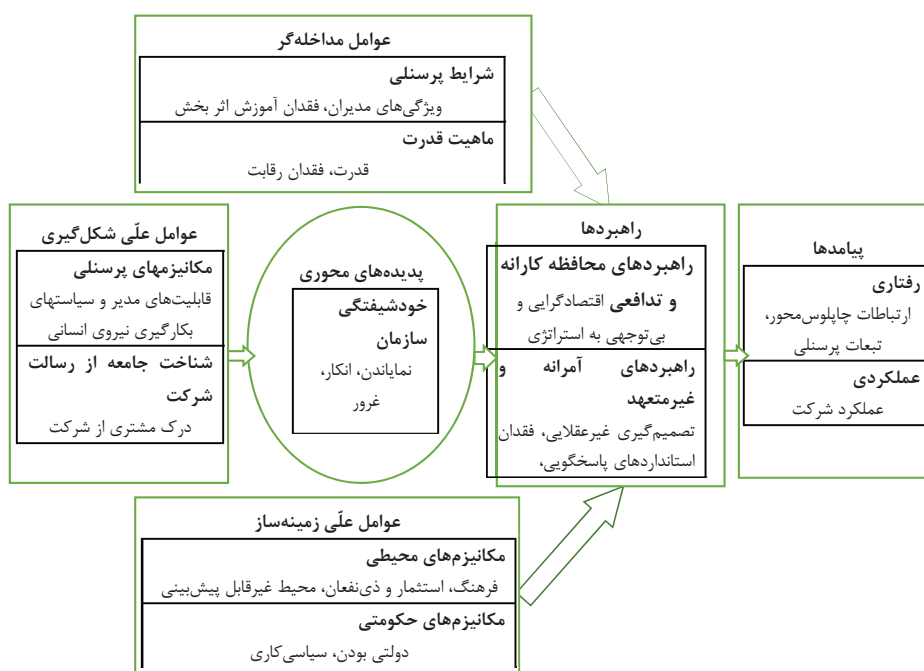 عوامل مداخله‌گر
شرایط پرسنلی
ویژگی‌های مدیران، فقدان آموزش اثر بخش
ماهیت قدرت
قدرت، فقدان رقابت
عوامل علّی شکل‌گیری
مکانیزمهای پرسنلی
قابلیت‌های مدیر و سیاستهای
بکارگیری نیروی انسانی
شناخت جامعه از رسالت
شرکت
درک مشتری از شرکت
پدیده‌های محوری
خودشیفتگی
سازمان
نمایاندن، انکار،
غرور
راهبردها
راهبردهای محافظه کارانه
و تدافعی اقتصادگرایی و
بی‌توجهی به استراتژی
راهبردهای آمرانه و
غیرمتعهد
تصمیم‌گیری غیرعقلایی، فقدان
استانداردهای پاسخگویی،
پیامدها
رفتاری
ارتباطات چاپلوس‌محور،
تبعات پرسنلی
عملکردی
عملکرد شرکت
عوامل علّی زمینه‌ساز
مکانیزم‌های محیطی
فرهنگ، استثمار و ذی‌نفعان، محیط غیرقابل پیش‌بینی
مکانیزم‌های حکومتی
دولتی بودن، سیاسی‌کاری